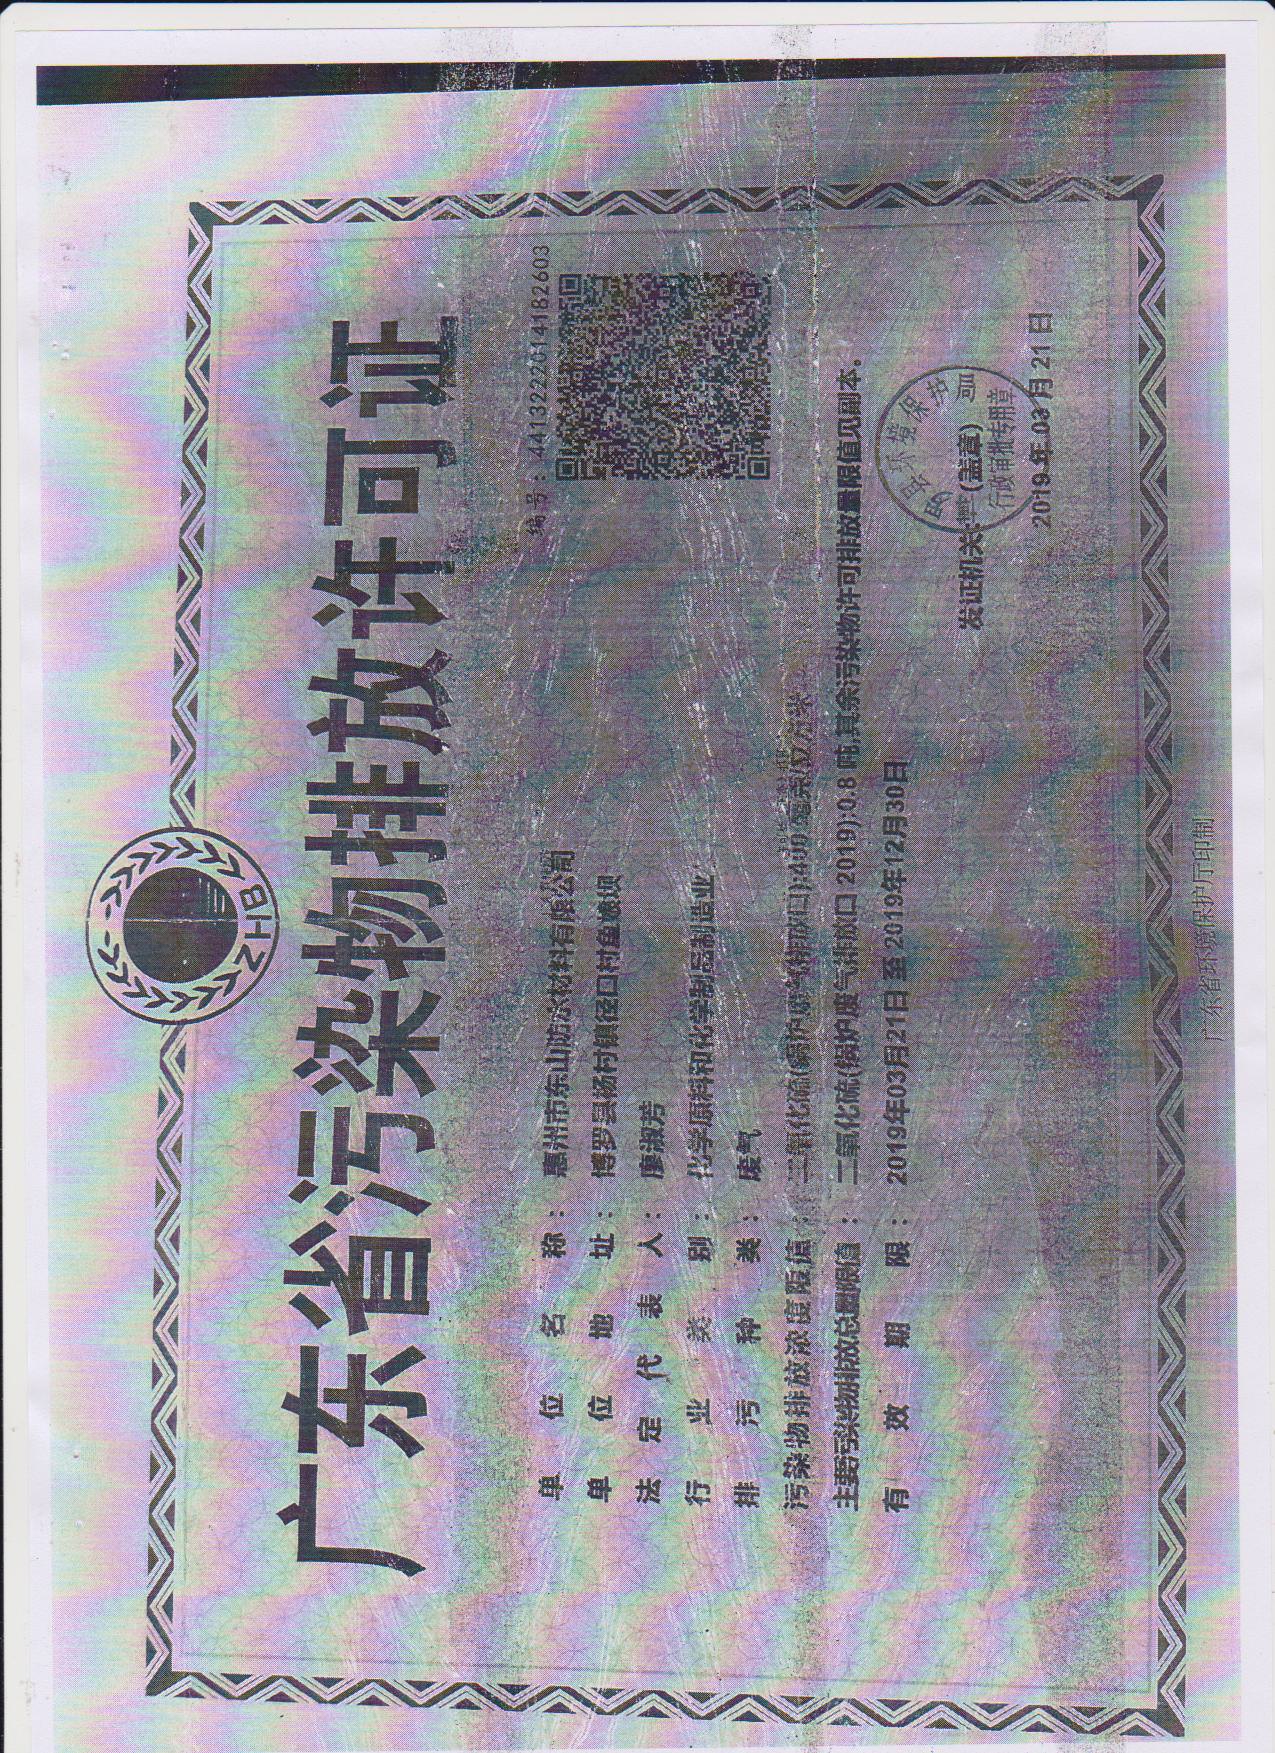 ZHB
广东省污染物排放许可证
编号：4413222014182603
单位名称：惠州市东山防水材料有限公司
单位地址：博罗县杨村镇径口村鱼
法定代表人：廖淑芳
行业类别：化学原料和化学制品制造业
排污种类：废气
污染物排放浓度限值：二氧化硫(锅炉废气排放口):400 毫克/立方米
主要污染物排放总量限值：二氧化硫(锅炉废气排放口 2019):0.8 吨,其余污染物许可排放量限值见副本。
有效期限：2019年03月21日 至 2019年12月30日
发证机关:(盖章)
县环境保护局
行政审批专用章
2019年03月21日
广东省环境保护厅印制